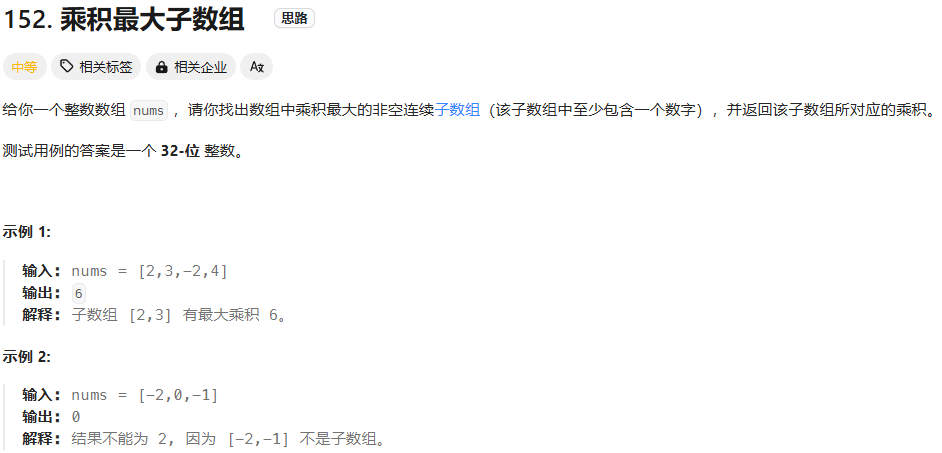 152. 乘积最大子数组 思路
中等 相关标签 相关企业 A文
给你一个整数数组 nums ，请你找出数组中乘积最大的非空连续子数组（该子数组中至少包含一个数字），并返回该子数组所对应的乘积。
测试用例的答案是一个 32-位 整数。
示例 1:
输入: nums = [2,3,-2,4]
输出: 6
解释: 子数组 [2,3] 有最大乘积 6。
示例 2:
输入: nums = [-2,0,-1]
输出: 0
解释: 结果不能为 2, 因为 [-2,-1] 不是子数组。